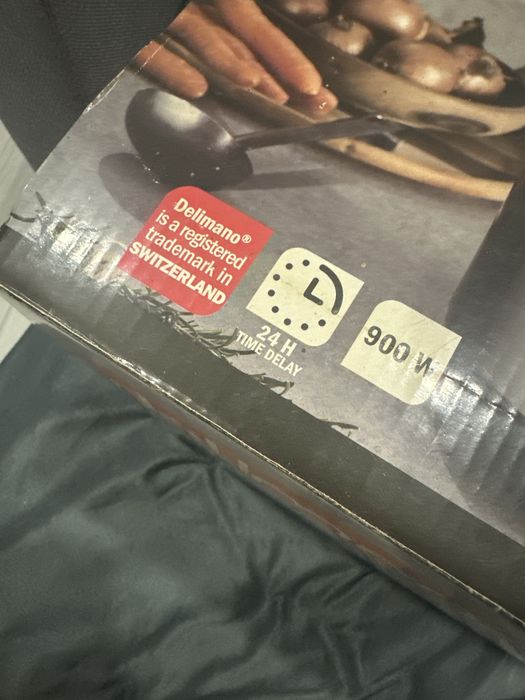 Delimano®
is a registered
trademark in
SWITZERLAND
24 H
TIME DELAY
900 W